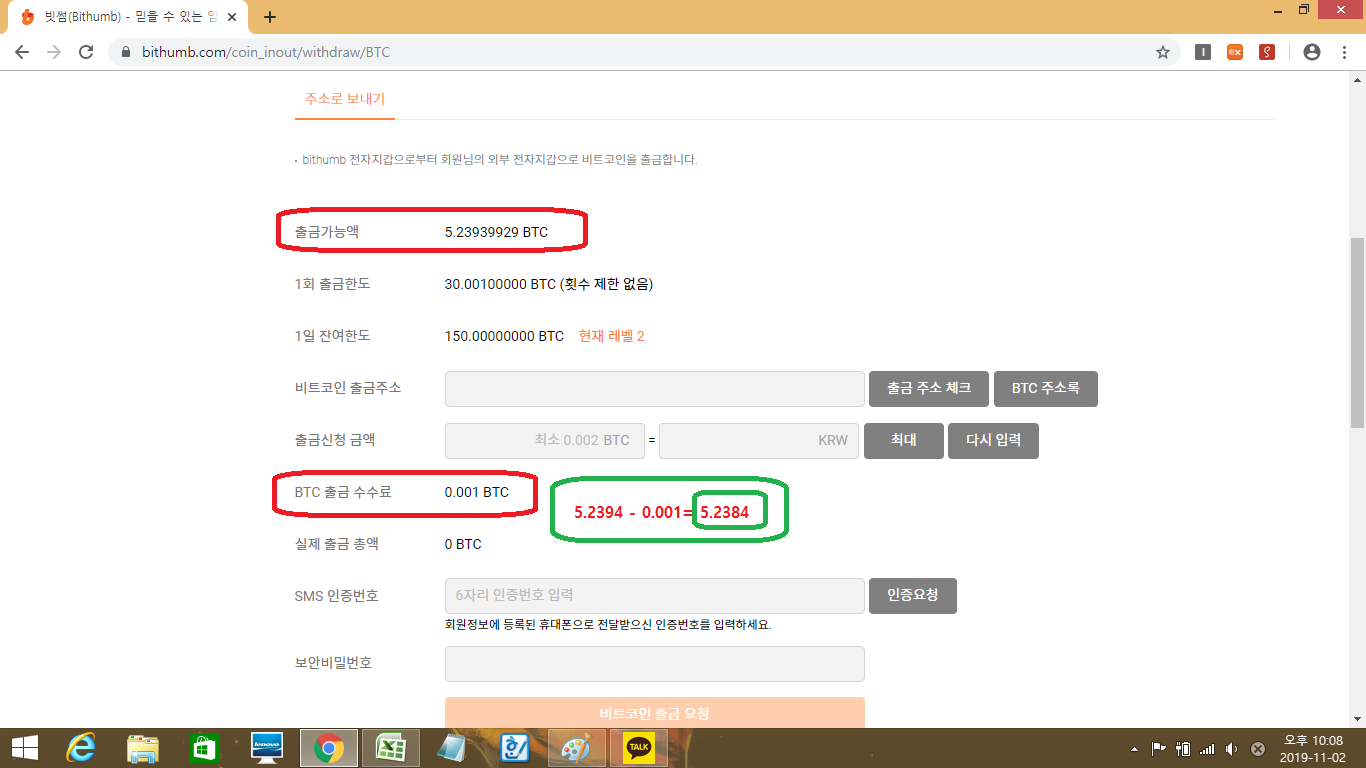 빗썸(Bithumb) - 믿을 수 있는 암
bithumb.com/coin_inout/withdraw/BTC
주소로 보내기
· bithumb 전자지갑으로부터 회원님의 외부 전자지갑으로 비트코인을 출금합니다.
출금가능액 5.23939929 BTC
1회 출금한도 30.00100000 BTC (횟수 제한 없음)
1일 잔여한도 150.00000000 BTC 현재 레벨 2
비트코인 출금주소 출금 주소 체크 BTC 주소록
출금신청 금액 최소 0.002 BTC = KRW 최대 다시 입력
BTC 출금 수수료 0.001 BTC
5.2394 - 0.001= 5.2384
실제 출금 총액 0 BTC
SMS 인증번호 6자리 인증번호 입력 인증요청
회원정보에 등록된 휴대폰으로 전달받으신 인증번호를 입력하세요.
보안비밀번호
비트코인 출금 요청
lenovo
TALK
오후 10:08
2019-11-02